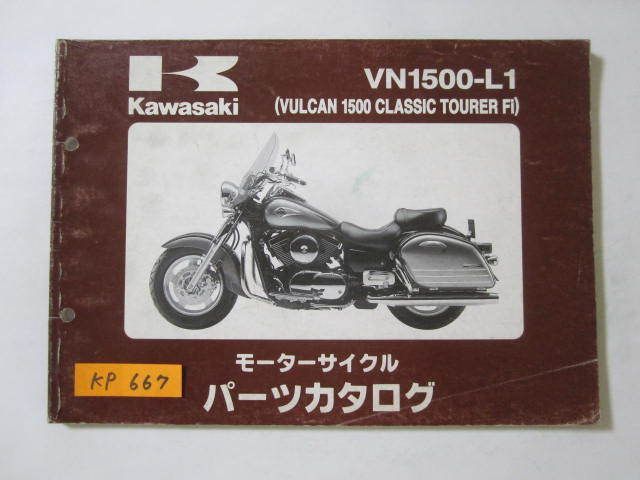 Kawasaki
VN1500-L1
(VULCAN 1500 CLASSIC TOURER Fi)
モーターサイクル
パーツカタログ
KP 667